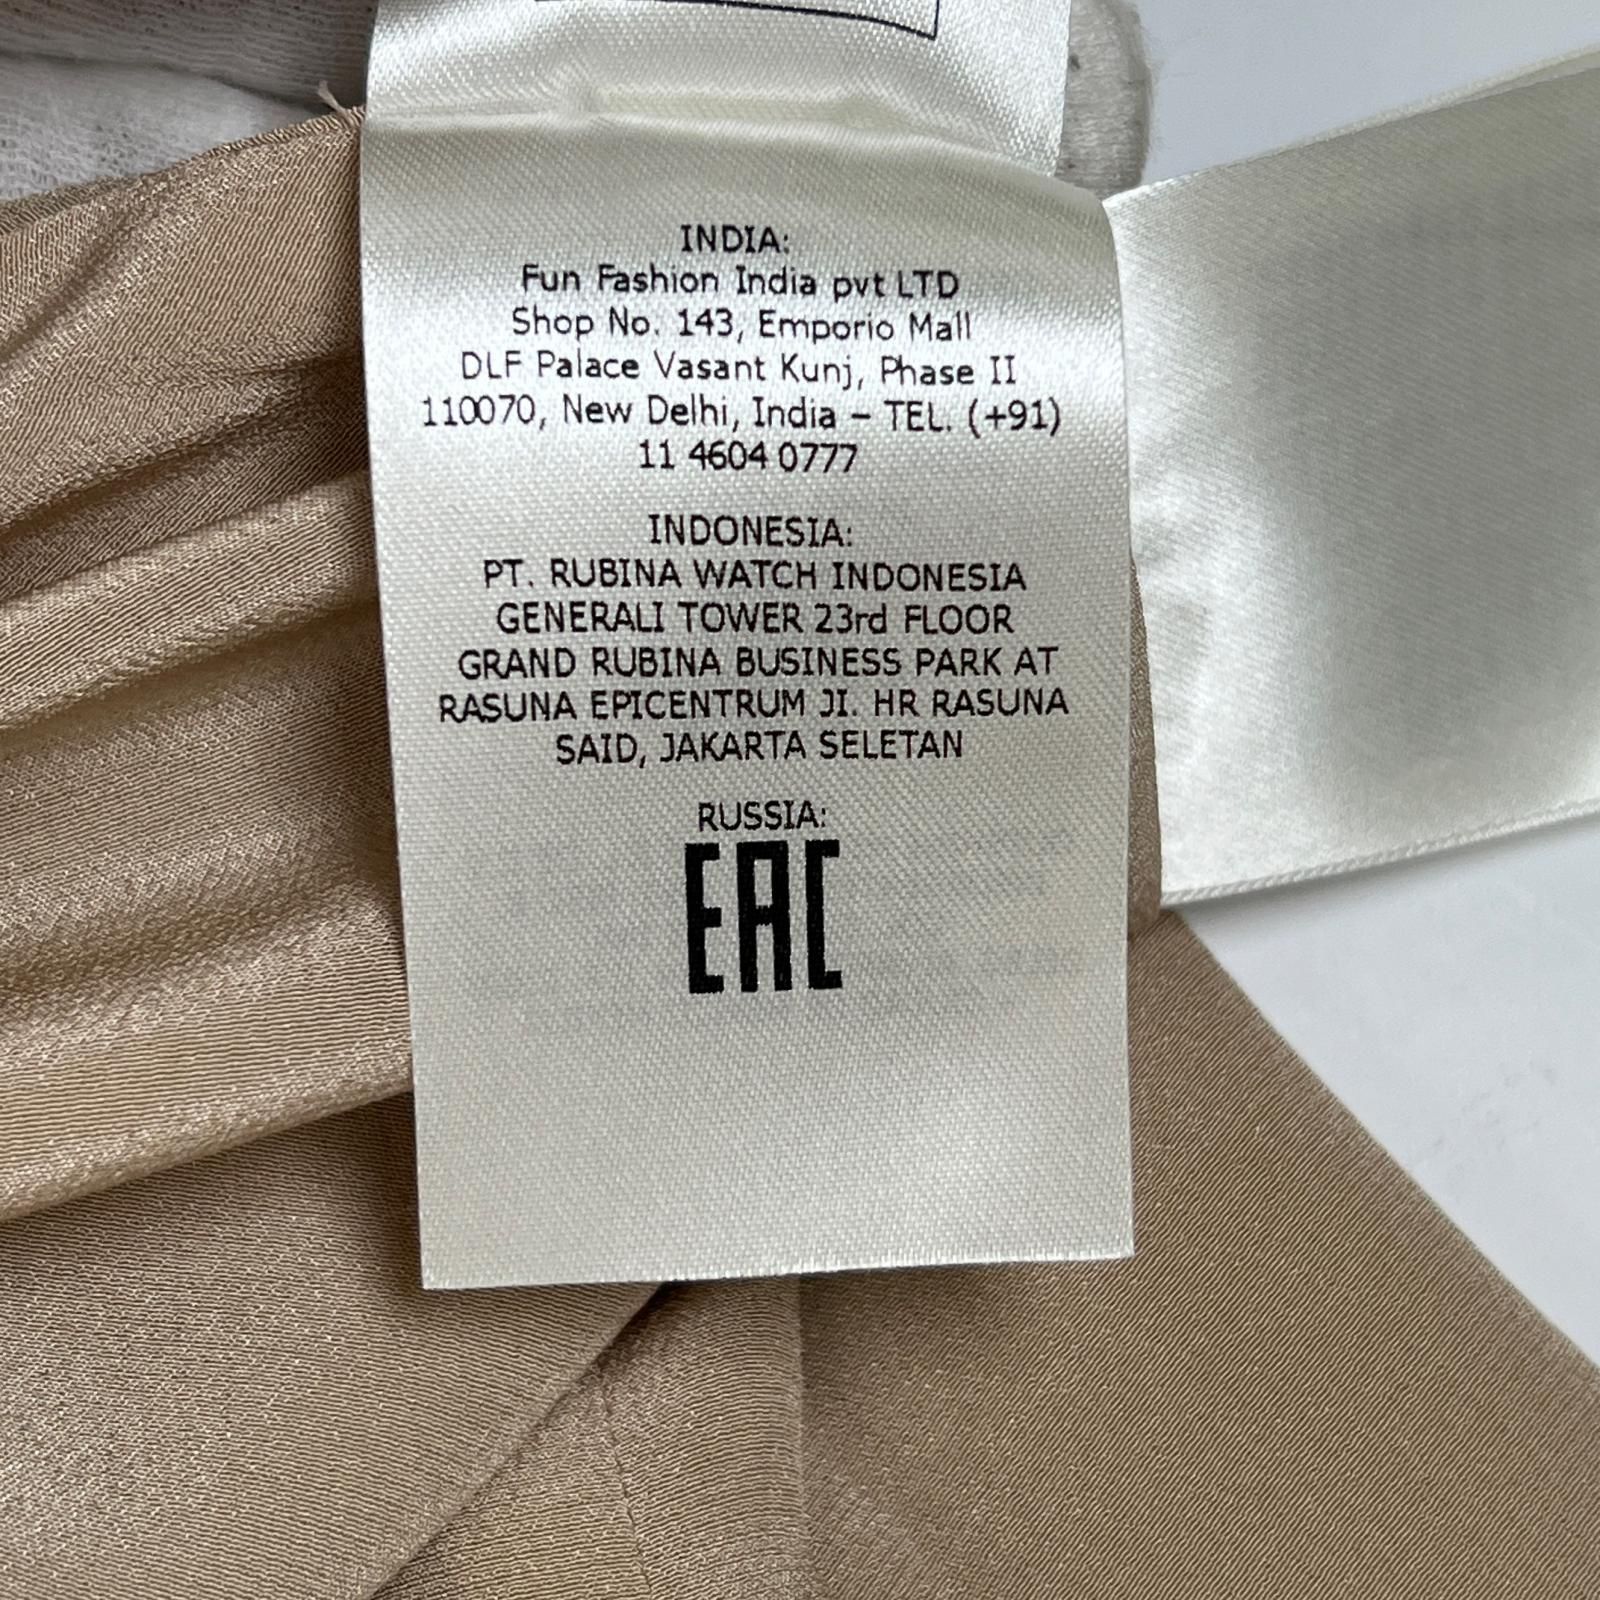 INDIA:
Fun Fashion India pvt LTD
Shop No. 143, Emporio Mall
DLF Palace Vasant Kunj, Phase II
110070, New Delhi, India – TEL. (+91)
11 4604 0777
INDONESIA:
PT. RUBINA WATCH INDONESIA
GENERALI TOWER 23rd FLOOR
GRAND RUBINA BUSINESS PARK AT
RASUNA EPICENTRUM JI. HR RASUNA
SAID, JAKARTA SELETAN
RUSSIA:
EAC